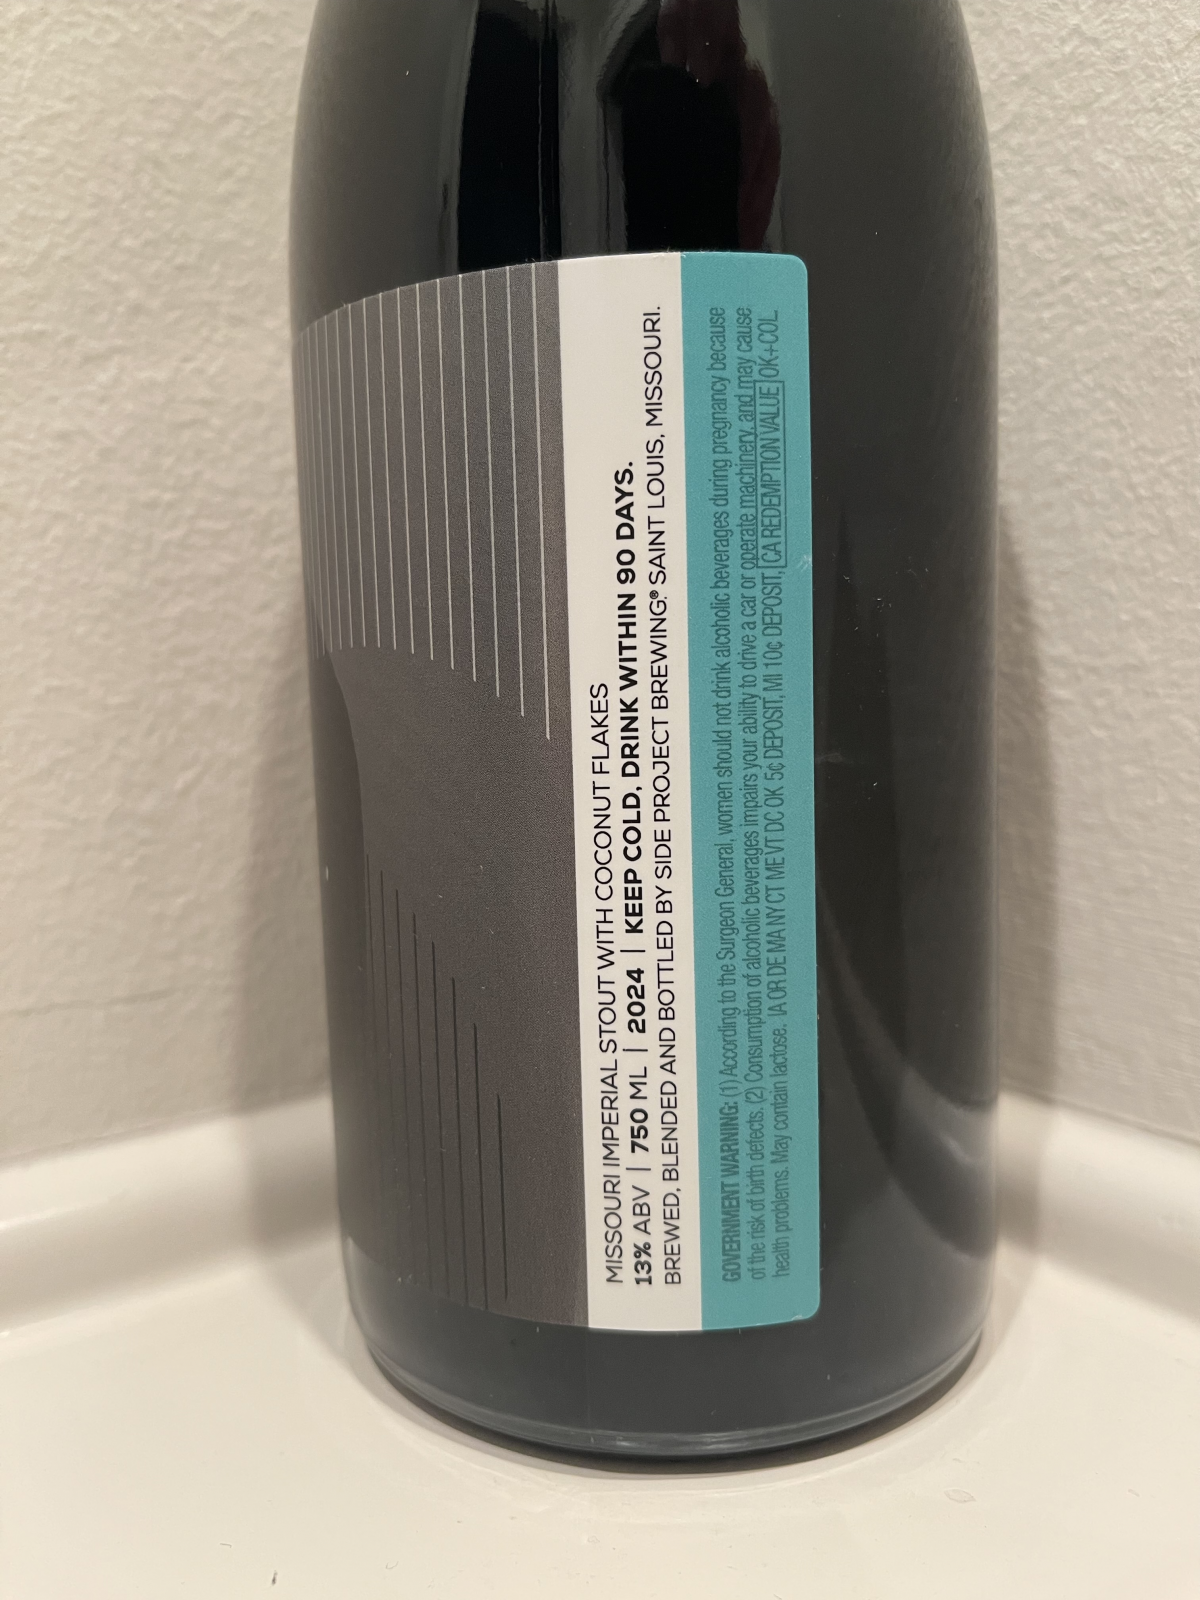 MISSOURI IMPERIAL STOUT WITH COCONUT FLAKES
13% ABV | 750 ML | 2024 | KEEP COLD, DRINK WITHIN 90 DAYS.
BREWED, BLENDED AND BOTTLED BY SIDE PROJECT BREWING® SAINT LOUIS, MISSOURI.
GOVERNMENT WARNING: (1) According to the Surgeon General, women should not drink alcoholic beverages during pregnancy because
of the risk of birth defects. (2) Consumption of alcoholic beverages impairs your ability to drive a car or operate machinery, and may cause
health problems. May contain lactose. IA OR DE MA NY CT ME VT DC OK 5¢ DEPOSIT, MI 10¢ DEPOSIT, CA REDEMPTION VALUE OK+COL